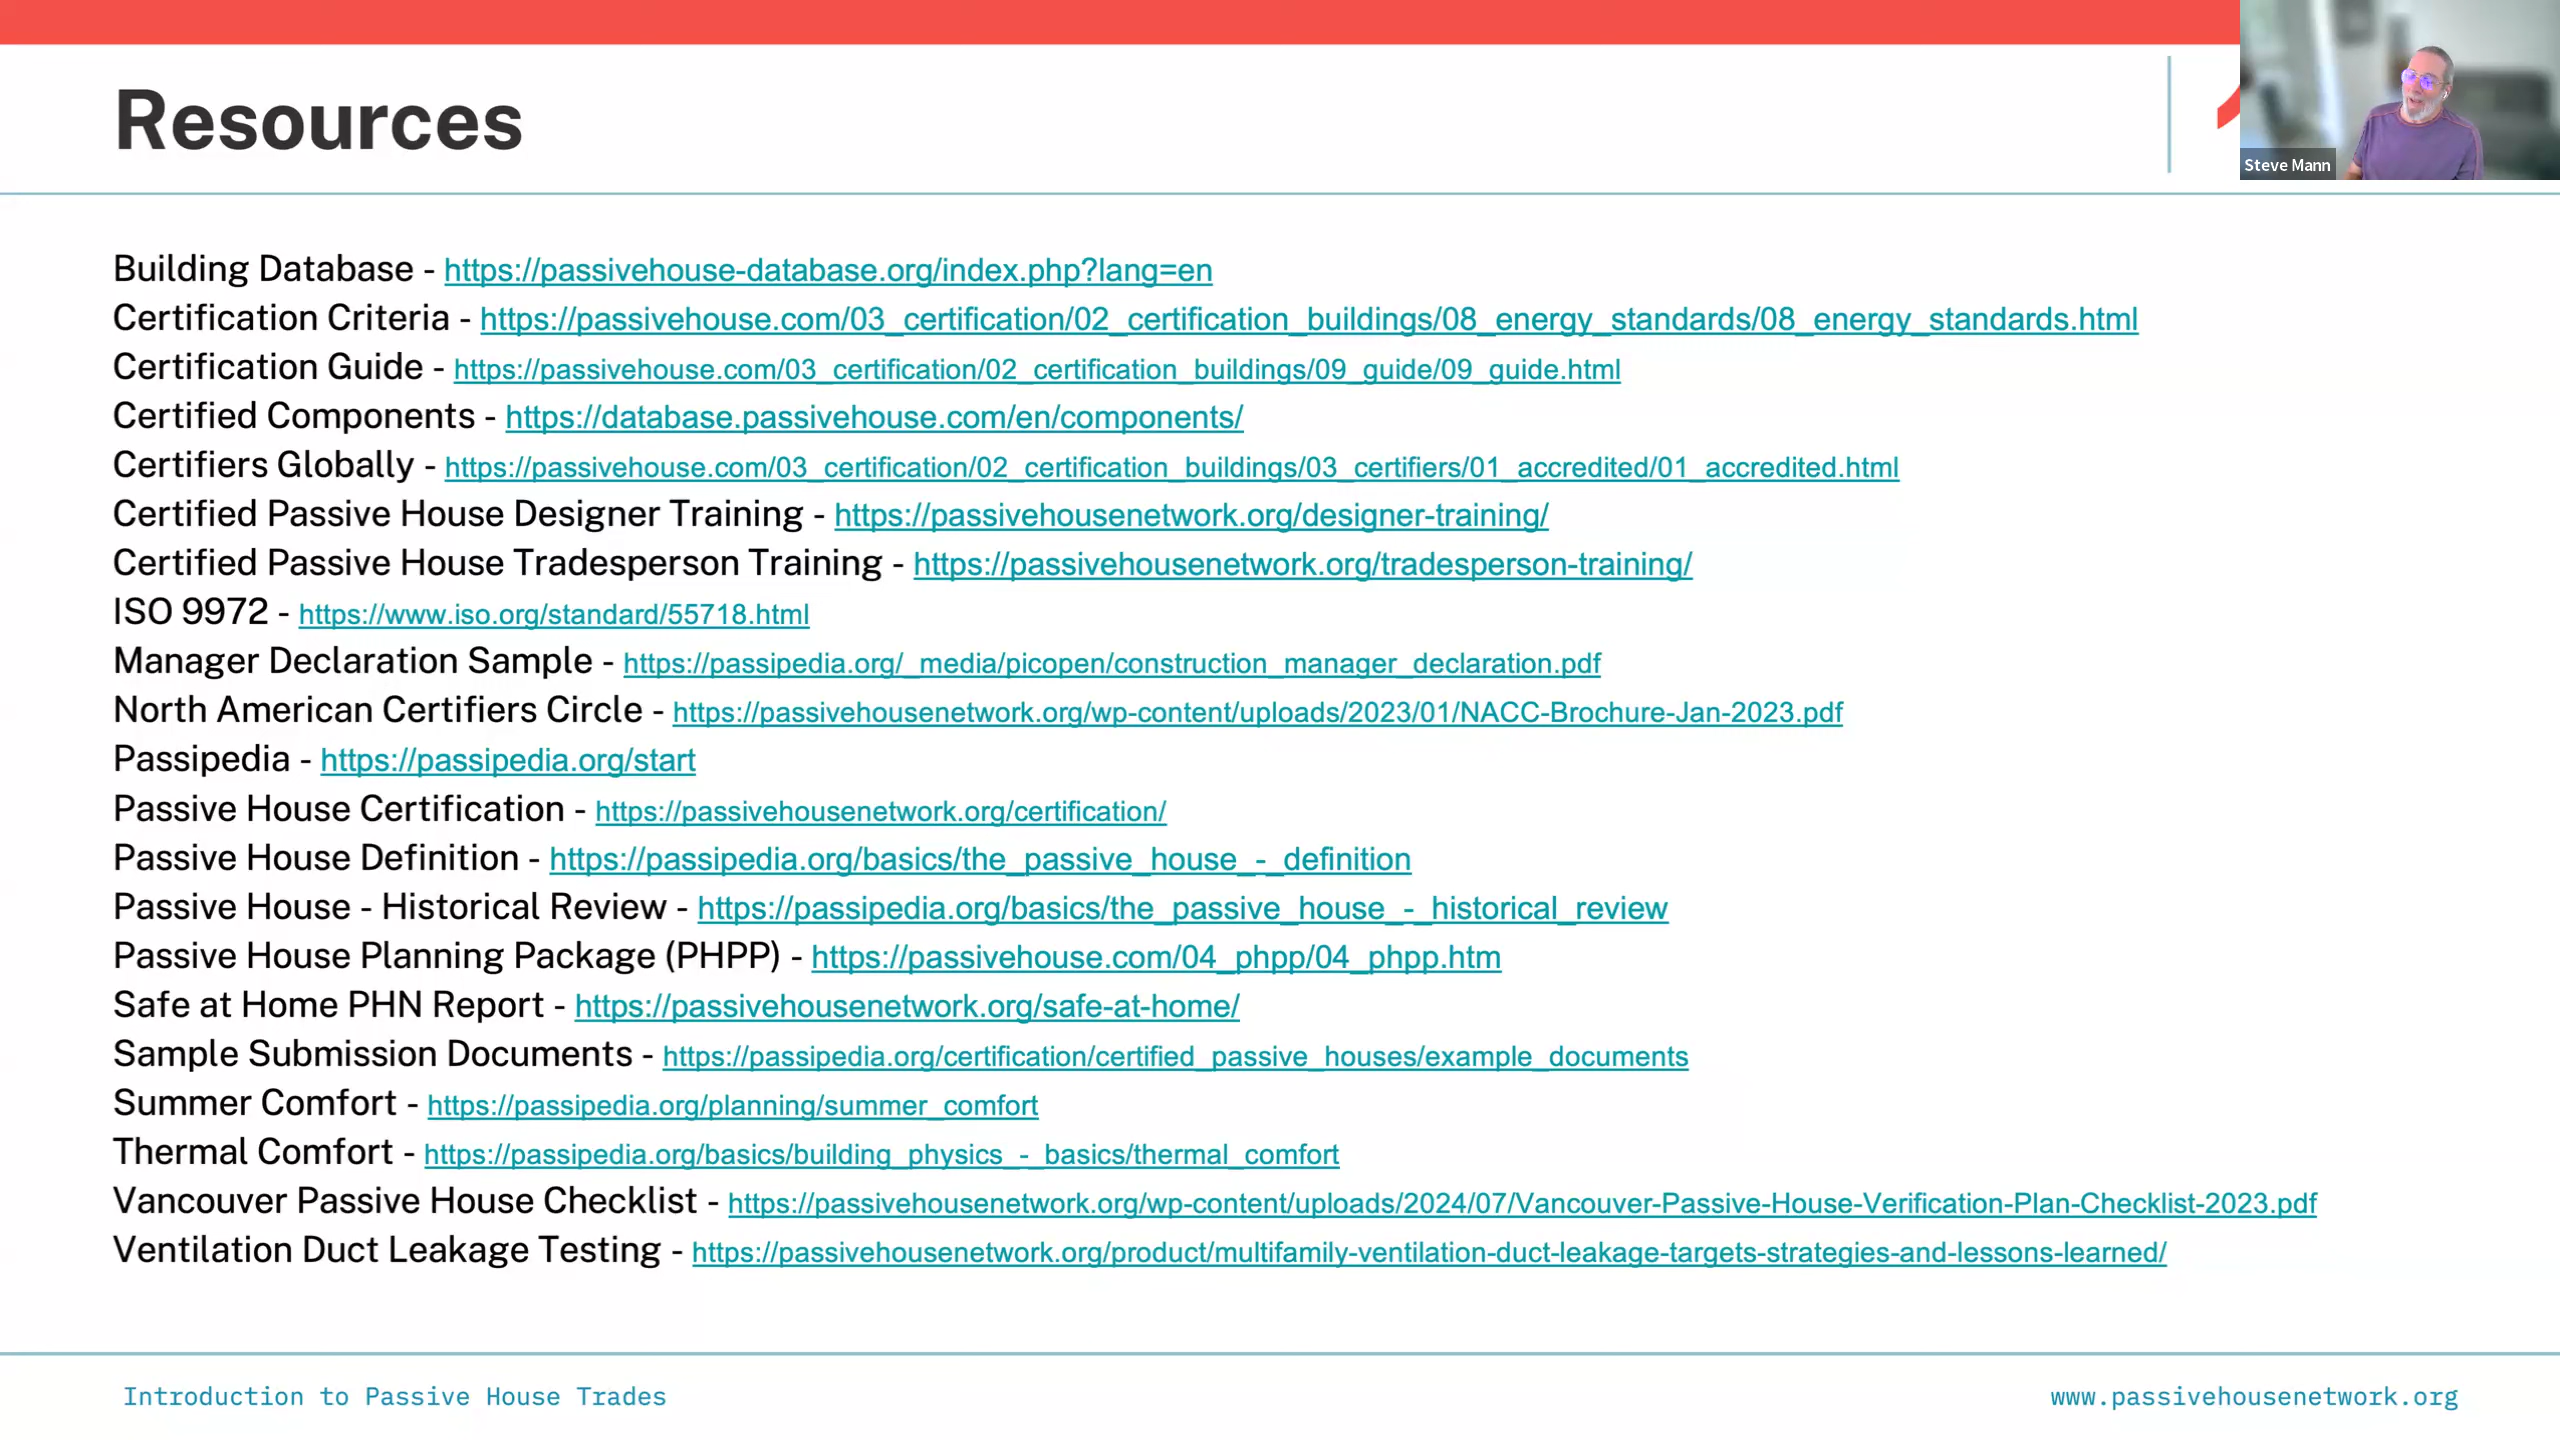 Resources
Steve Mann
Building Database - https://passivehouse-database.org/index.php?lang=en
Certification Criteria - https://passivehouse.com/03_certification/02_certification_buildings/08_energy_standards/08_energy_standards.html
Certification Guide - https://passivehouse.com/03_certification/02_certification_buildings/09_guide/09_guide.html
Certified Components - https://database.passivehouse.com/en/components/
Certifiers Globally - https://passivehouse.com/03_certification/02_certification_buildings/03_certifiers/01_accredited/01_accredited.html
Certified Passive House Designer Training - https://passivehousenetwork.org/designer-training/
Certified Passive House Tradesperson Training - https://passivehousenetwork.org/tradesperson-training/
ISO 9972 - https://www.iso.org/standard/55718.html
Manager Declaration Sample - https://passipedia.org/_media/picopen/construction_manager_declaration.pdf
North American Certifiers Circle - https://passivehousenetwork.org/wp-content/uploads/2023/01/NACC-Brochure-Jan-2023.pdf
Passipedia - https://passipedia.org/start
Passive House Certification - https://passivehousenetwork.org/certification/
Passive House Definition - https://passipedia.org/basics/the_passive_house_-_definition
Passive House - Historical Review - https://passipedia.org/basics/the_passive_house_-_historical_review
Passive House Planning Package (PHPP) - https://passivehouse.com/04_phpp/04_phpp.htm
Safe at Home PHN Report - https://passivehousenetwork.org/safe-at-home/
Sample Submission Documents - https://passipedia.org/certification/certified_passive_houses/example_documents
Summer Comfort - https://passipedia.org/planning/summer_comfort
Thermal Comfort - https://passipedia.org/basics/building_physics_-_basics/thermal_comfort
Vancouver Passive House Checklist - https://passivehousenetwork.org/wp-content/uploads/2024/07/Vancouver-Passive-House-Verification-Plan-Checklist-2023.pdf
Ventilation Duct Leakage Testing - https://passivehousenetwork.org/product/multifamily-ventilation-duct-leakage-targets-strategies-and-lessons-learned/
Introduction to Passive House Trades
www.passivehousenetwork.org